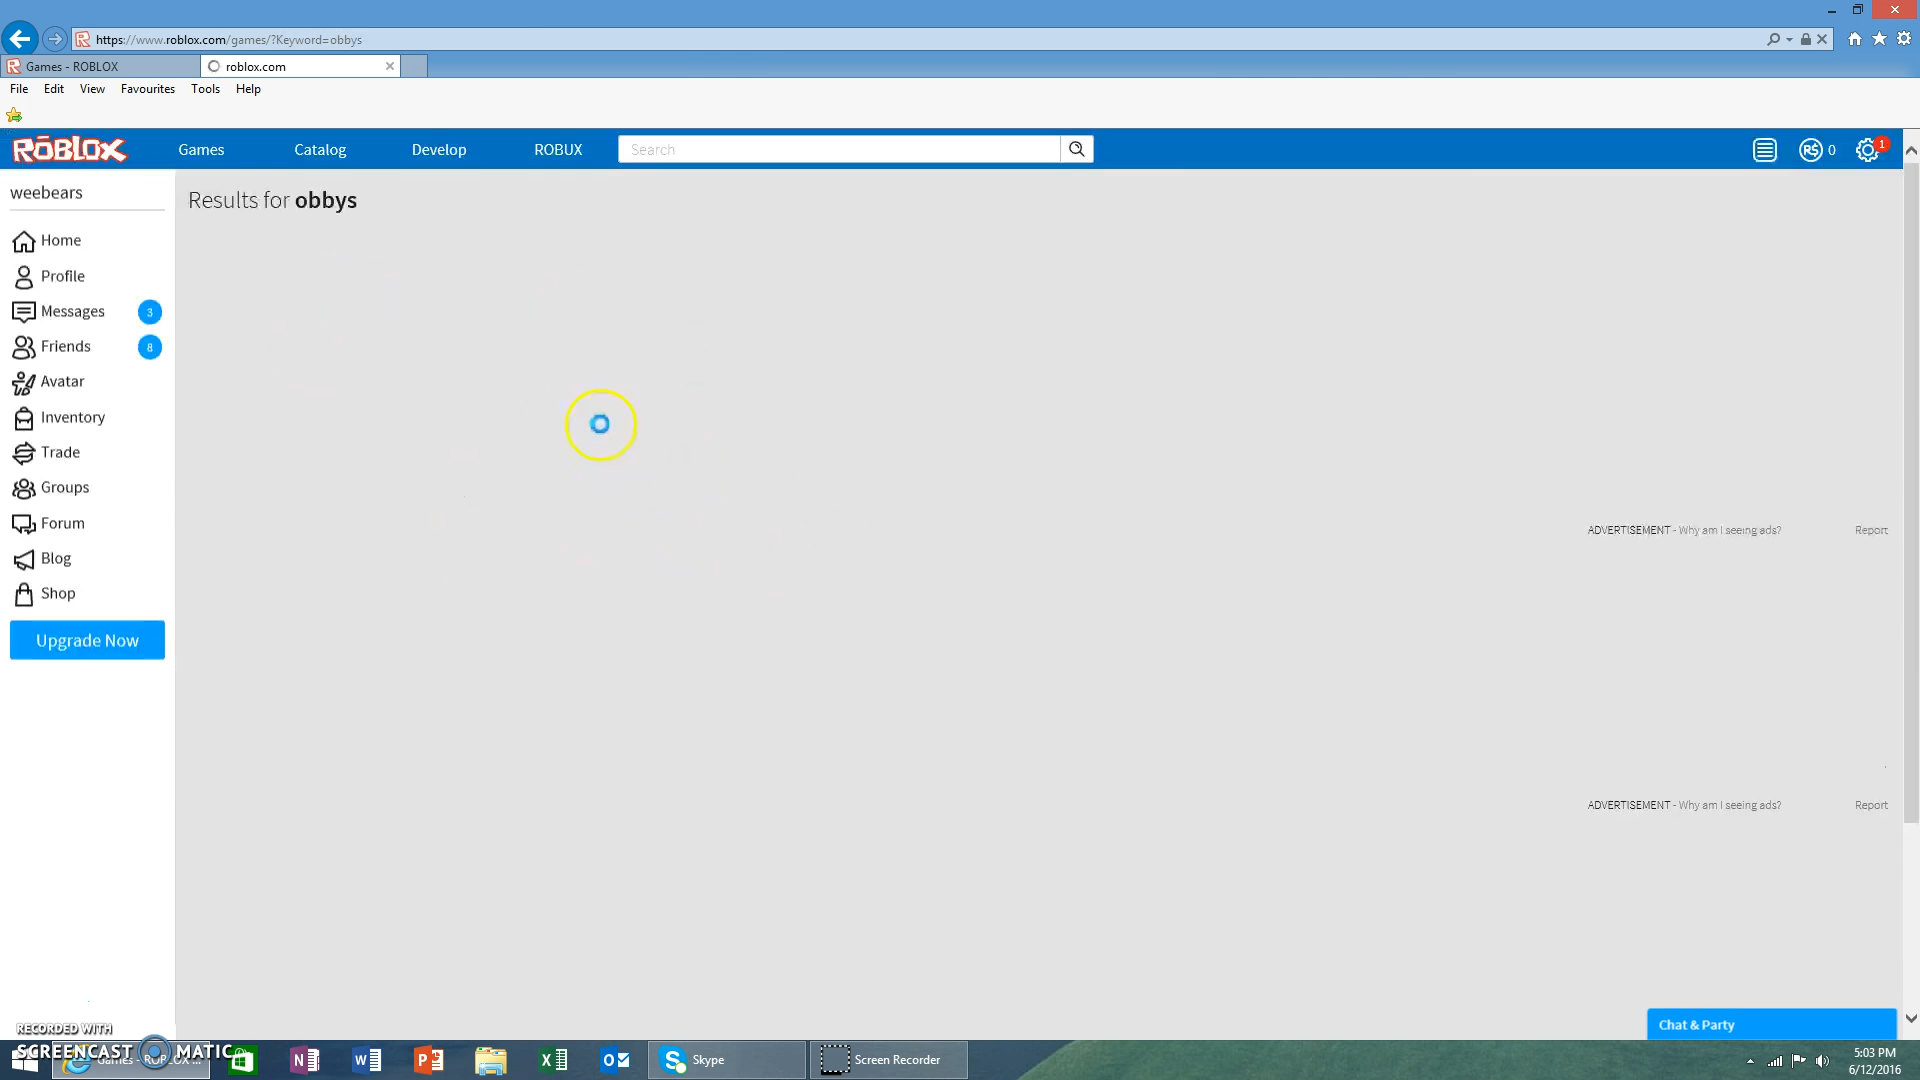 https://www.roblox.com/games/?Keyword=obbys
Games - ROBLOX
roblox.com
File Edit View Favourites Tools Help
ROBLOX Games Catalog Develop ROBUX Search R$ 0 1
weebears
Results for obbys
Home
Profile
Messages 3
Friends 8
Avatar
Inventory
Trade
Groups
Forum
Blog
Shop
Upgrade Now
ADVERTISEMENT - Why am I seeing ads? Report
ADVERTISEMENT - Why am I seeing ads? Report
Chat & Party
RECORDED WITH
SCREENCAST MATIC
Games - ROBLOX ...
Skype
Screen Recorder
5:03 PM
6/12/2016